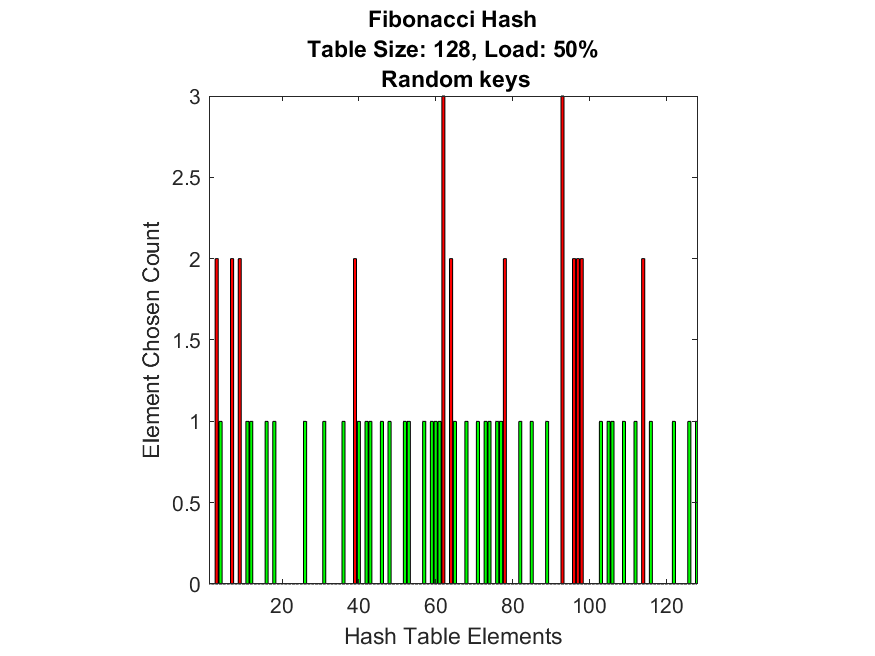 Fibonacci Hash
Table Size: 128, Load: 50%
Random keys
3
2.5
2
1.5
1
0.5
0
Element Chosen Count
20 40 60 80 100 120
Hash Table Elements